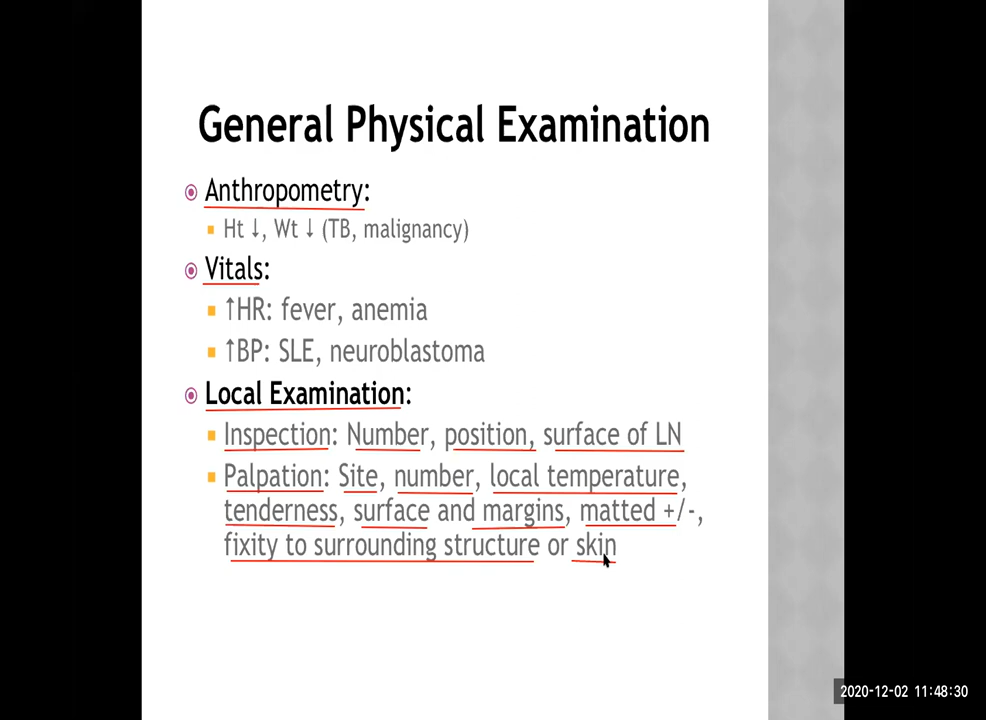 General Physical Examination
Anthropometry:
Ht ↓, Wt ↓ (TB, malignancy)
Vitals:
↑HR: fever, anemia
↑BP: SLE, neuroblastoma
Local Examination:
Inspection: Number, position, surface of LN
Palpation: Site, number, local temperature,
tenderness, surface and margins, matted +/-,
fixity to surrounding structure or skin
2020-12-02 11:48:30